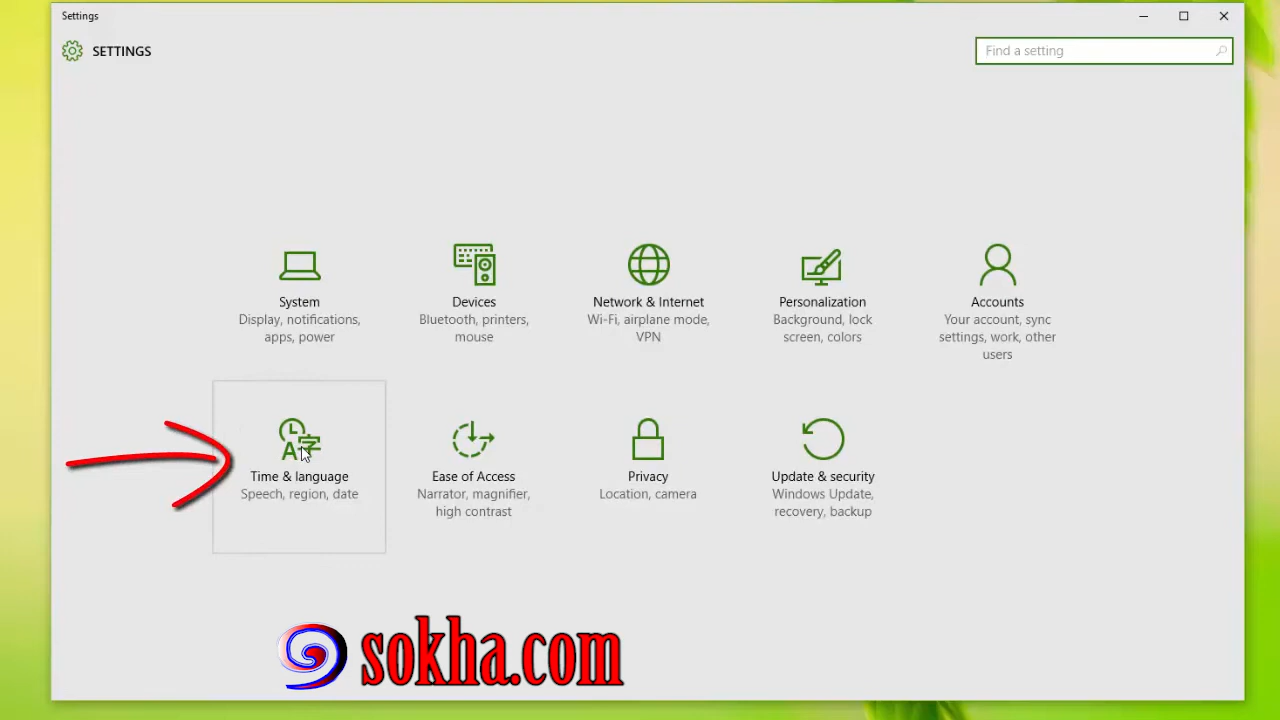 Settings
SETTINGS
Find a setting
System
Display, notifications,
apps, power
Devices
Bluetooth, printers,
mouse
Network & Internet
Wi-Fi, airplane mode,
VPN
Personalization
Background, lock
screen, colors
Accounts
Your account, sync
settings, work, other
users
A字
Time & language
Speech, region, date
Ease of Access
Narrator, magnifier,
high contrast
Privacy
Location, camera
Update & security
Windows Update,
recovery, backup
sokha.com